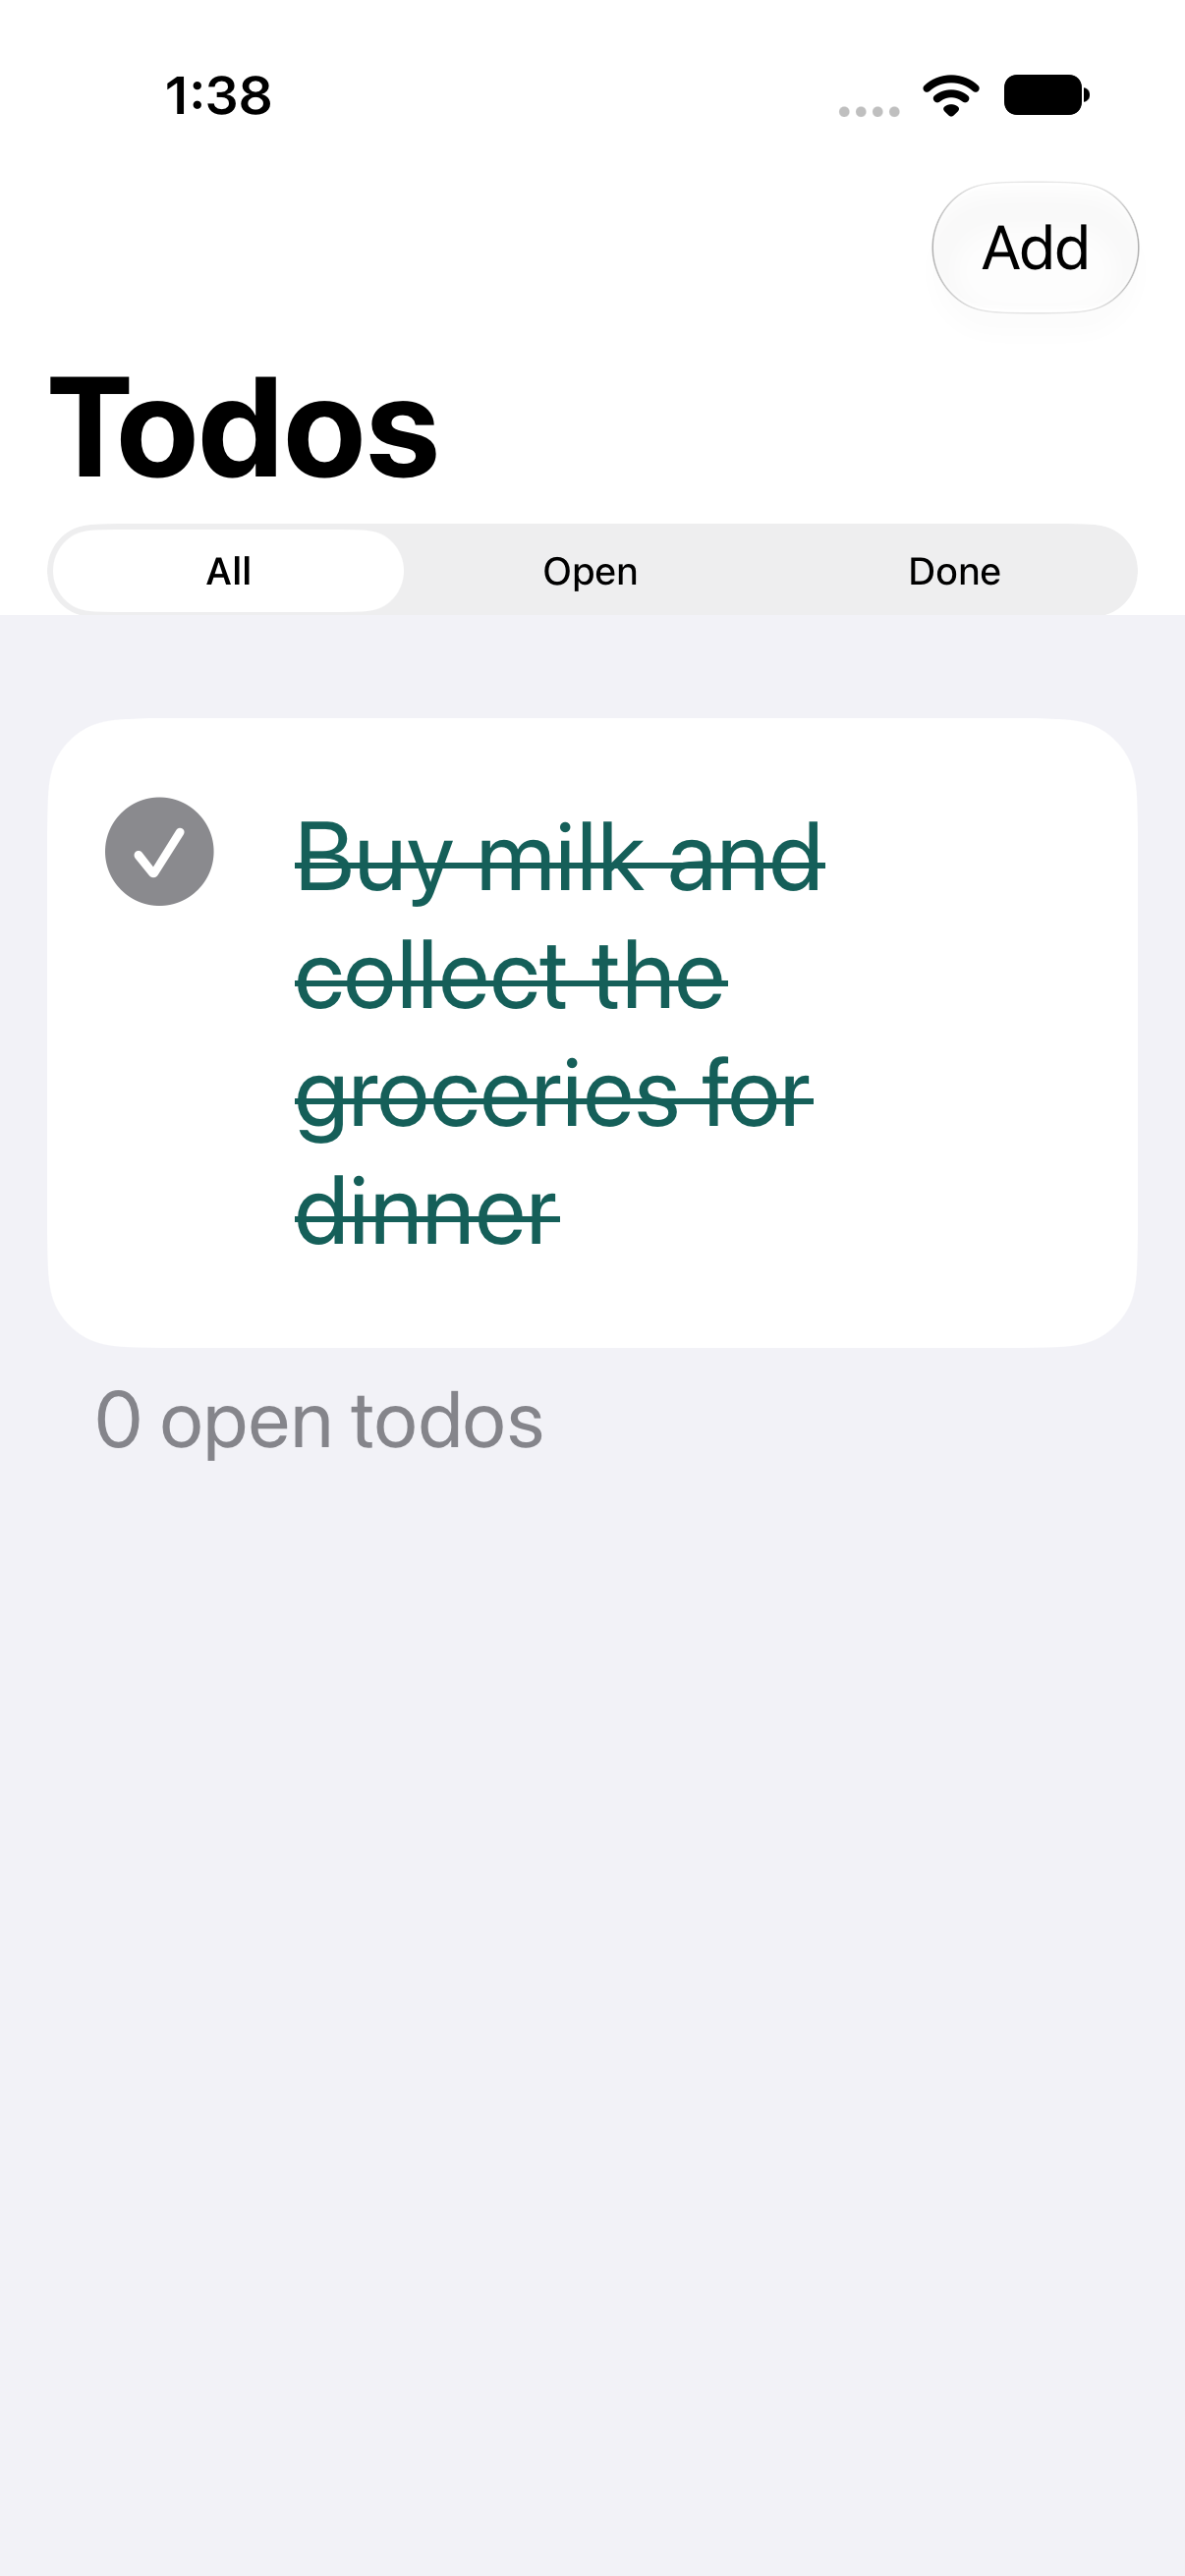 1:38
Add
Todos
All
Open
Done
Buy milk and
collect the
groceries for
dinner
0 open todos